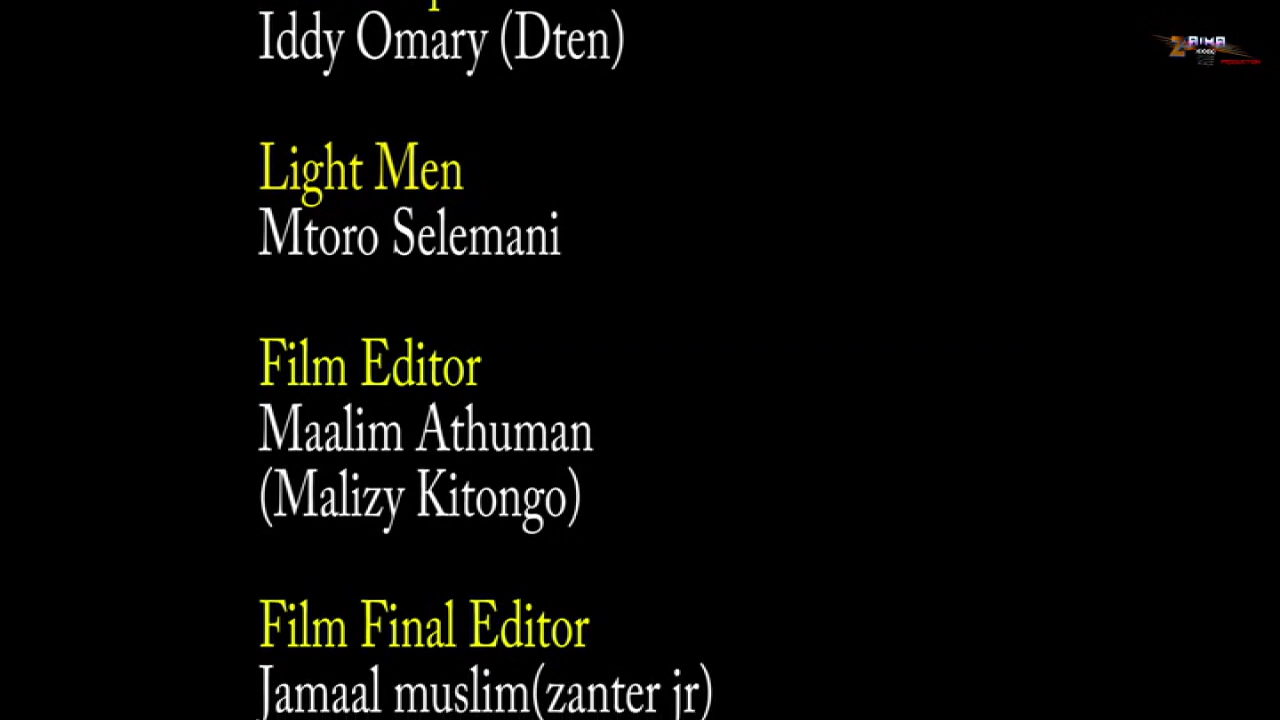 Iddy Omary (Dten)
Light Men
Mtoro Selemani
Film Editor
Maalim Athuman
(Malizy Kitongo)
Film Final Editor
Jamaal muslim(zanter jr)